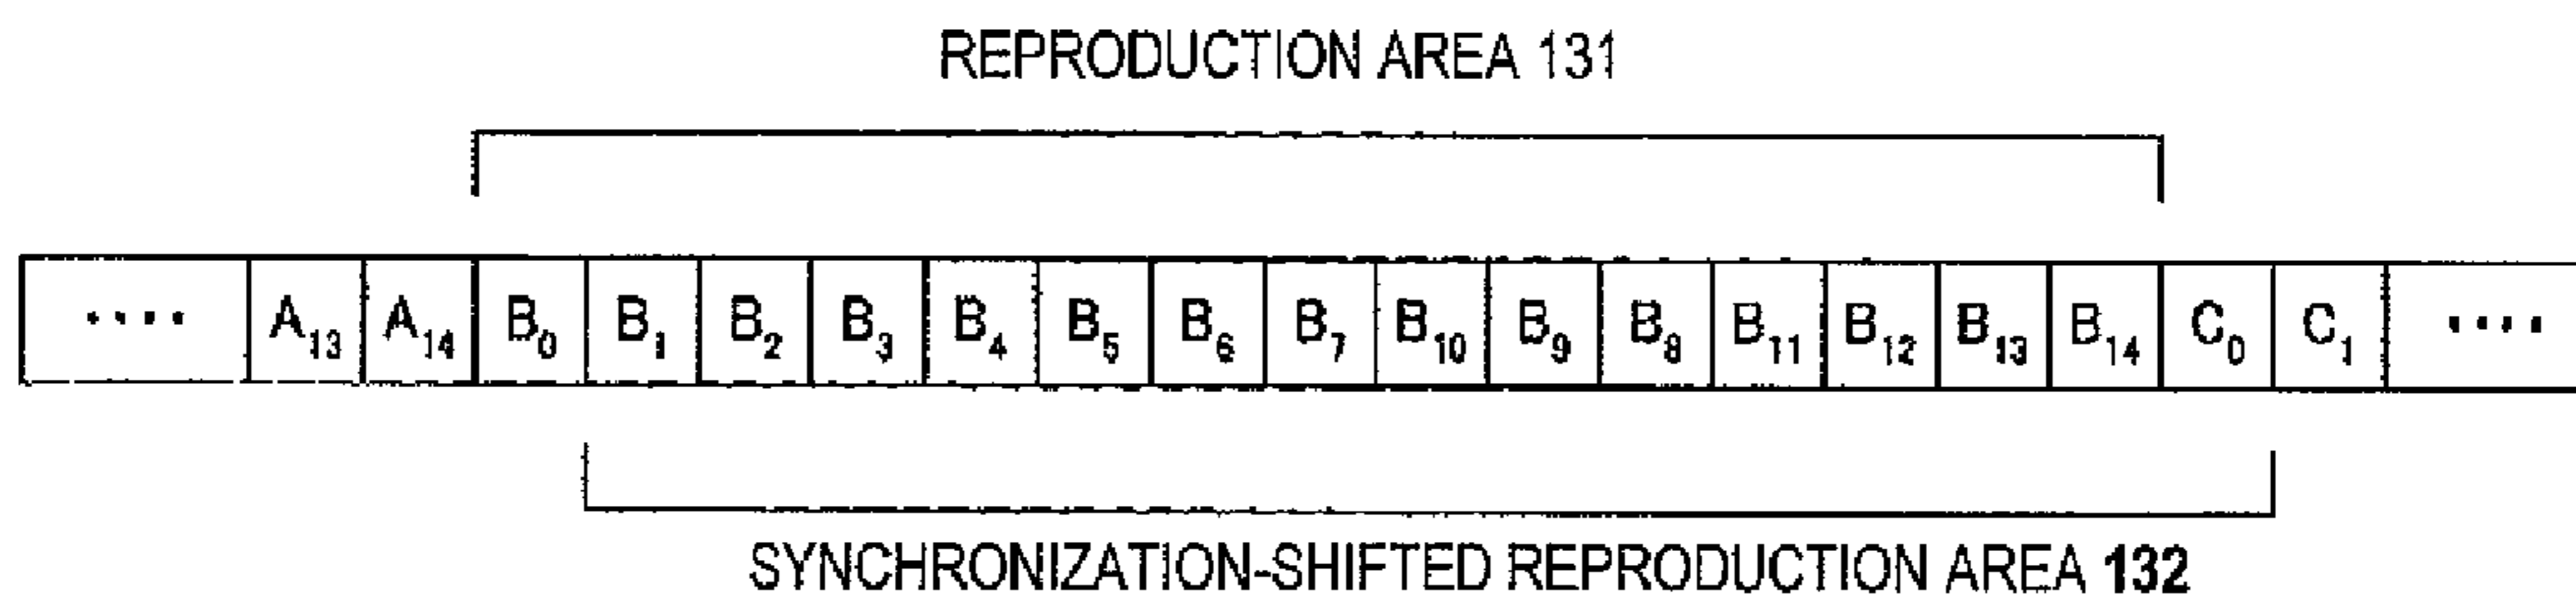 REPRODUCTION AREA 131
.... A13 A14 B0 B1 B2 B3 B4 B5 B6 B7 B10 B9 B8 B11 B12 B13 B14 C0 C1 ....
SYNCHRONIZATION-SHIFTED REPRODUCTION AREA 132